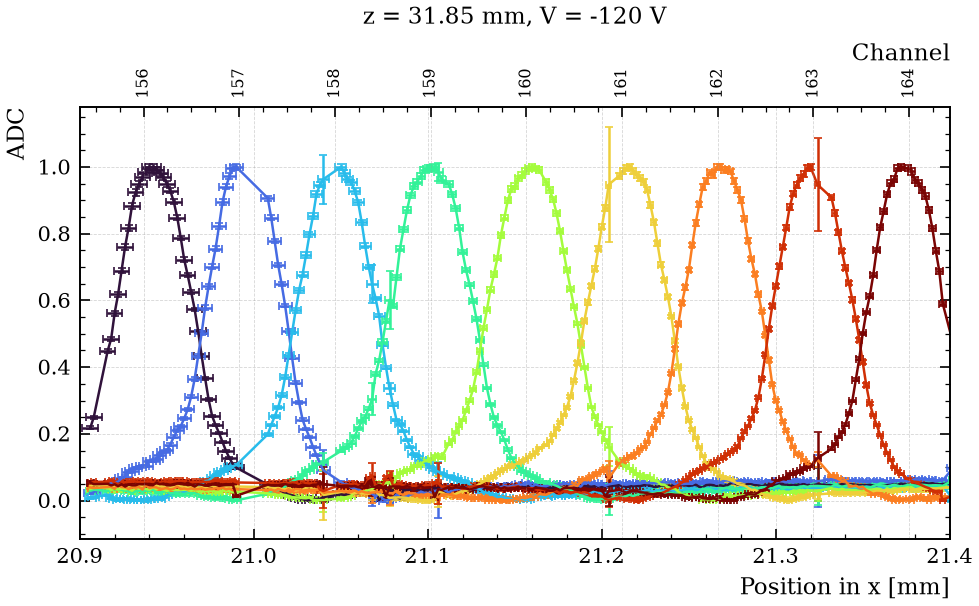 z = 31.85 mm, V = -120 V
Channel
156 157 158 159 160 161 162 163 164
ADC
1.0
0.8
0.6
0.4
0.2
0.0
20.9 21.0 21.1 21.2 21.3 21.4
Position in x [mm]